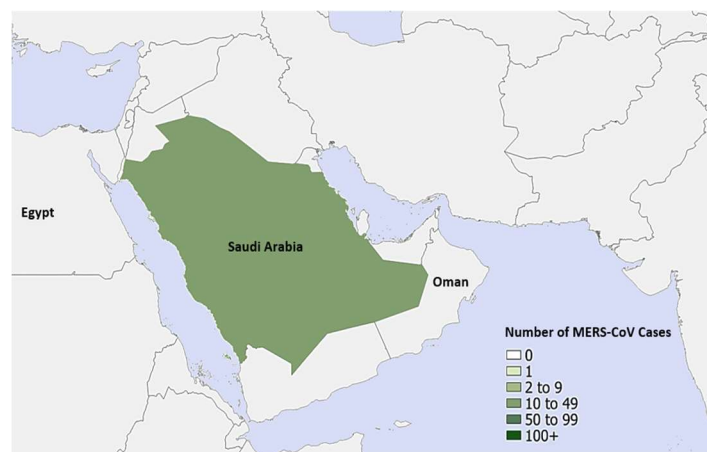 Egypt
Saudi Arabia
Oman
Number of MERS-CoV Cases
0
1
2 to 9
10 to 49
50 to 99
100+